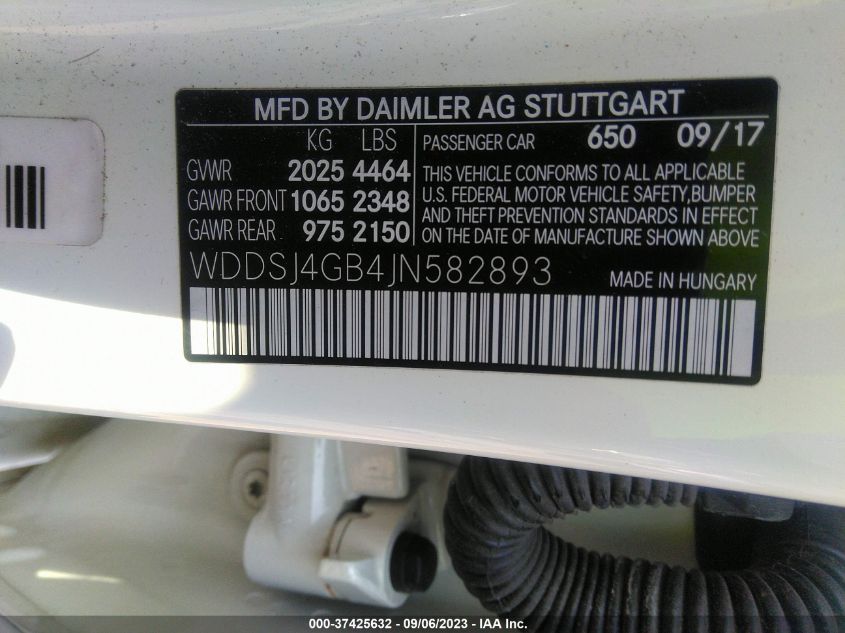 MFD BY DAIMLER AG STUTTGART
KG LBS
GVWR 2025 4464
GAWR FRONT 1065 2348
GAWR REAR 975 2150
PASSENGER CAR 650 09/17
THIS VEHICLE CONFORMS TO ALL APPLICABLE
U.S. FEDERAL MOTOR VEHICLE SAFETY,BUMPER
AND THEFT PREVENTION STANDARDS IN EFFECT
ON THE DATE OF MANUFACTURE SHOWN ABOVE
WDDSJ4GB4JN582893 MADE IN HUNGARY
000-37425632 - 09/06/2023 - IAA Inc.